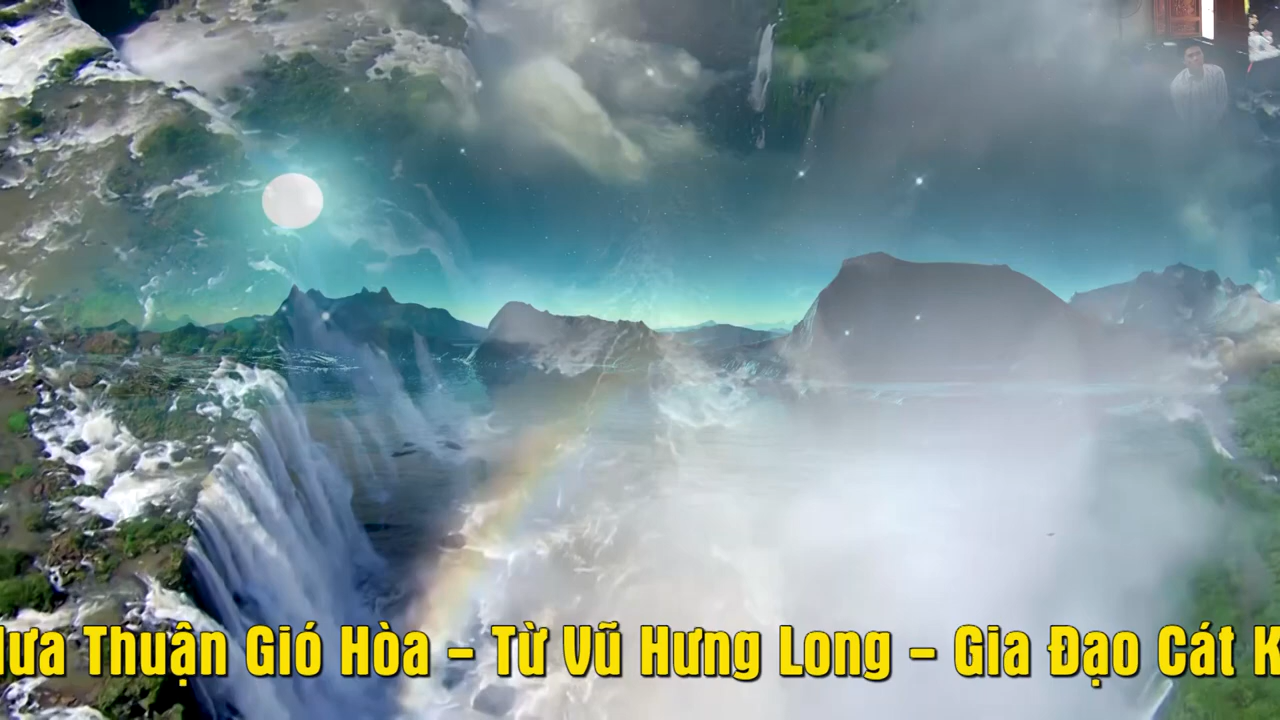 Thuận Gió Hòa – Từ Vũ Hưng Long – Gia Đạo Cát